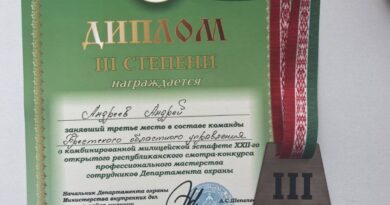 ДИПЛОМ
III СТЕПЕНИ
награждается
Андреев Андрей
занявший третье место в составе команды
Брестского областного управления
в комбинированной милицейской эстафете XXII-го
открытого республиканского смотра-конкурса
профессионального мастерства
сотрудников Департамента охраны
Начальник Департамента охраны
Министерства внутренних дел
А.С.
III